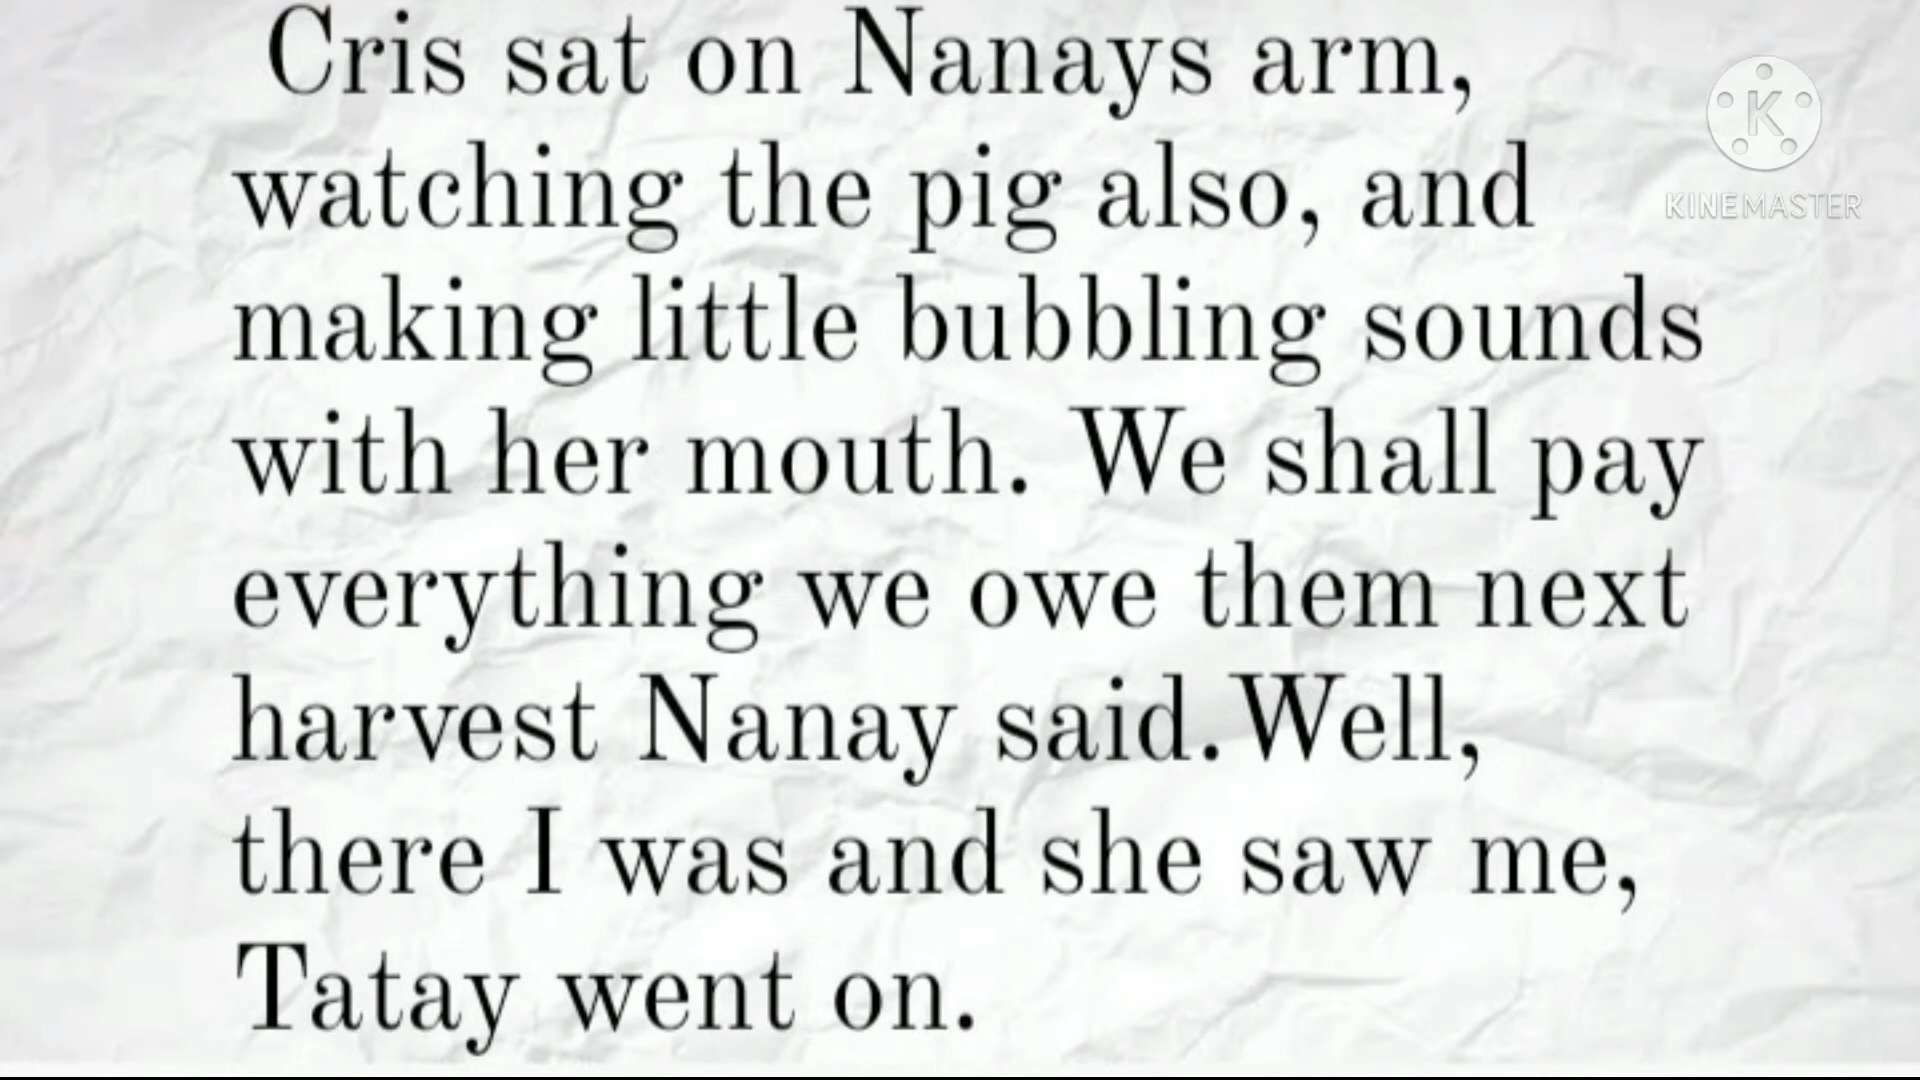 Cris sat on Nanays arm,
watching the pig also, and
making little bubbling sounds
with her mouth. We shall pay
everything we owe them next
harvest Nanay said.Well,
there I was and she saw me,
Tatay went on.
K
KINEMASTER